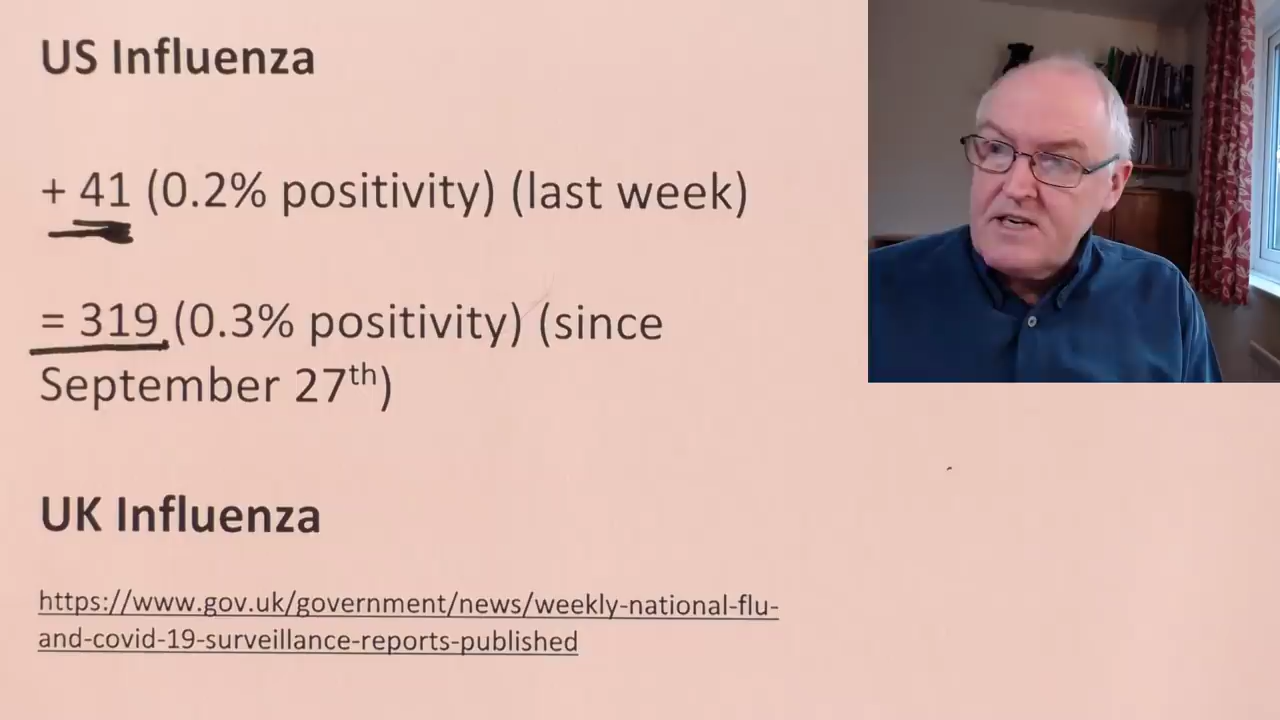 US Influenza
+ 41 (0.2% positivity) (last week)
= 319 (0.3% positivity) (since
September 27th)
UK Influenza
https://www.gov.uk/government/news/weekly-national-flu-
and-covid-19-surveillance-reports-published